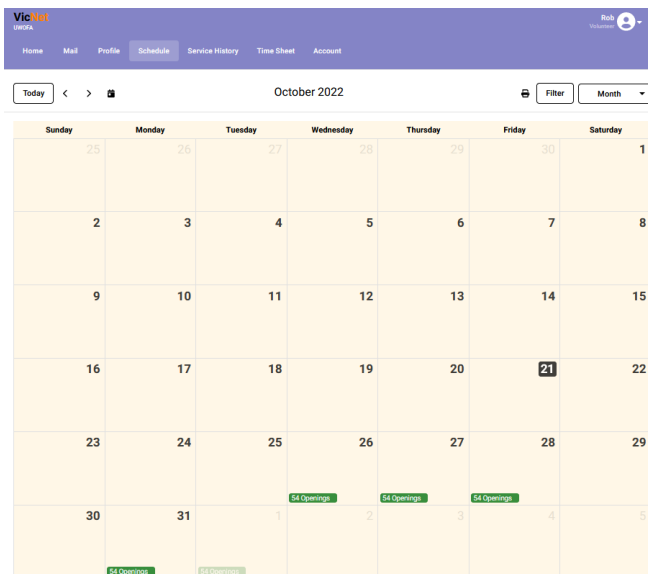 VicNet
UWOFA
Rob
Volunteer
Home Mail Profile Schedule Service History Time Sheet Account
Today October 2022 Filter Month
Sunday Monday Tuesday Wednesday Thursday Friday Saturday
25 26 27 28 29 30 1
2 3 4 5 6 7 8
9 10 11 12 13 14 15
16 17 18 19 20 21 22
23 24 25 26 27 28 29
54 Openings 54 Openings 54 Openings
30 31 1 2 3 4 5
54 Openings